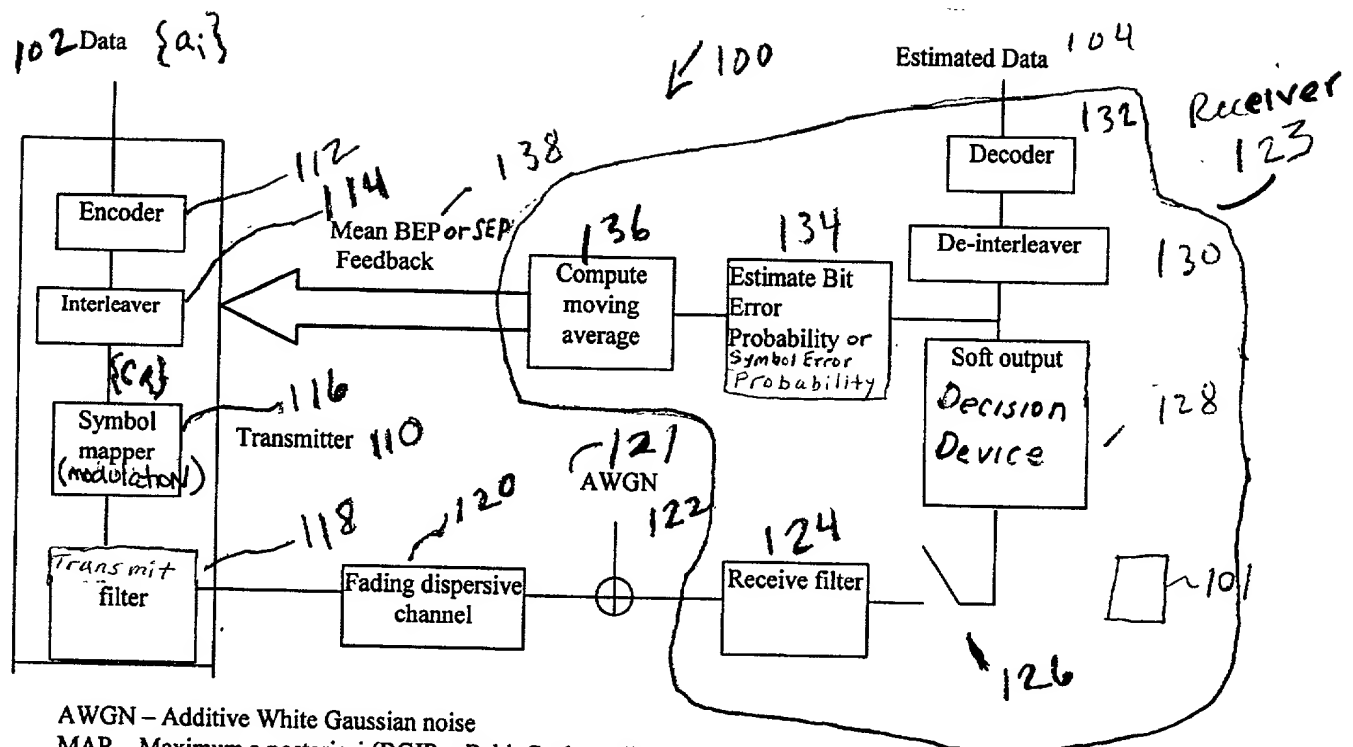 102 Data {ai}
100
Estimated Data
104
Receiver
123
132
Decoder
112
114
138
Encoder
Mean BEP or SEP
Feedback
136
134
De-interleaver
130
Compute
moving
average
Estimate Bit
Error
Probability or
Symbol Error
Probability
Interleaver
Soft output
Decision
Device
128
116
Symbol
mapper
(modulation)
Transmitter 110
121
AWGN
122
118
120
124
Transmit
filter
Fading dispersive
channel
Receive filter
101
126
AWGN – Additive White Gaussian noise